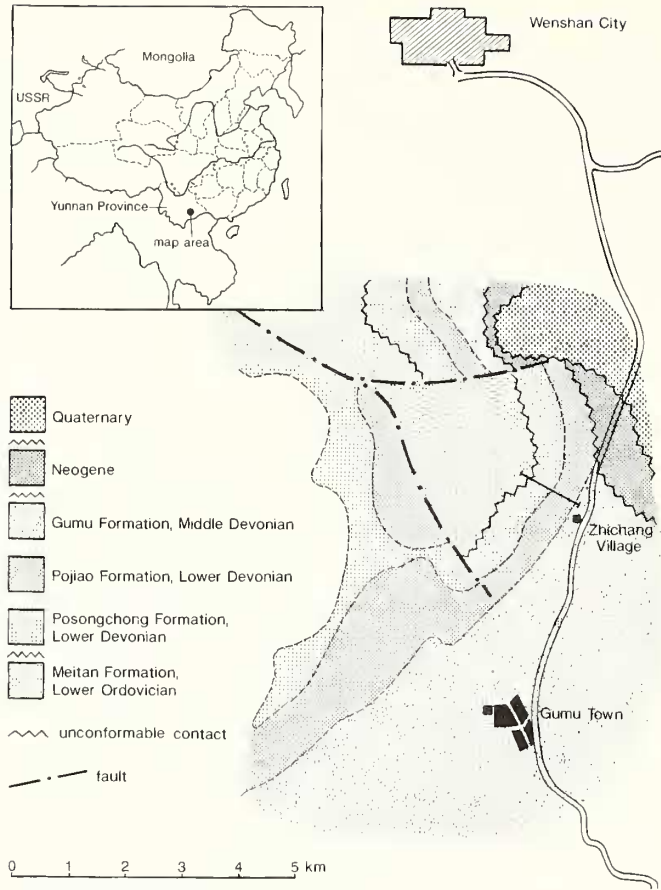 Mongolia
USSR
Yunnan Province
map area
Wenshan City
Quaternary
Neogene
Gumu Formation, Middle Devonian
Pojiao Formation, Lower Devonian
Posongchong Formation,
Lower Devonian
Meitan Formation,
Lower Ordovician
unconformable contact
fault
Zhichang
Village
Gumu Town
0 1 2 3 4 5 km